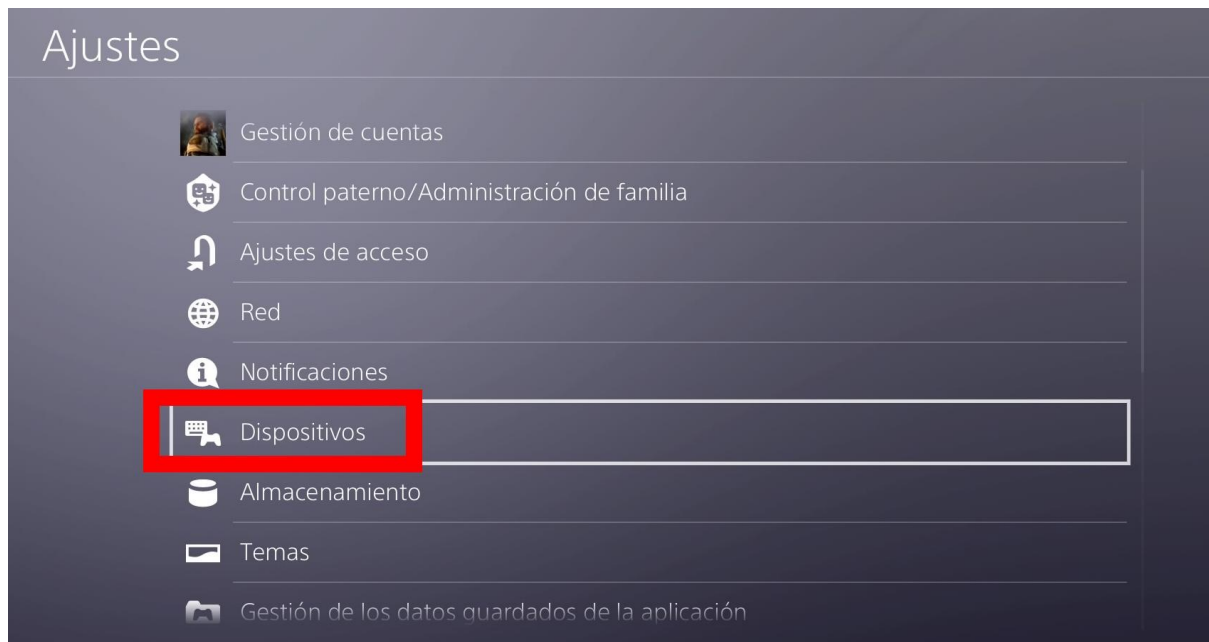 Ajustes
Gestión de cuentas
Control paterno/Administración de familia
Ajustes de acceso
Red
Notificaciones
Dispositivos
Almacenamiento
Temas
Gestión de los datos guardados de la aplicación